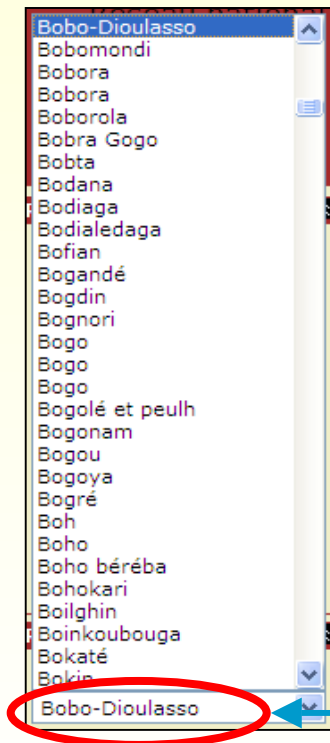 Bobo-Dioulasso
Bobomondi
Bobora
Bobora
Boborola
Bobra Gogo
Bobta
Bodana
Bodiaga
Bodialedaga
Bofian
Bogandé
Bogdin
Bognori
Bogo
Bogo
Bogo
Bogolé et peulh
Bogonam
Bogou
Bogoya
Bogré
Boh
Boho
Boho béréba
Bohokari
Boilghin
Boinkoubouga
Bokaté
Bokin
Bobo-Dioulasso